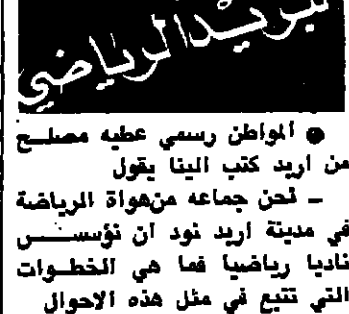 البريد الرياضي
● المواطن رسمي عطيه مصلح
من اربد كتب الينا يقول
ـ نحن جماعه من هواة الرياضة
في مدينة اربد نود ان نؤسس
ناديا رياضياً فما هي الخطوات
التي تتبع في مثل هذه الاحوال